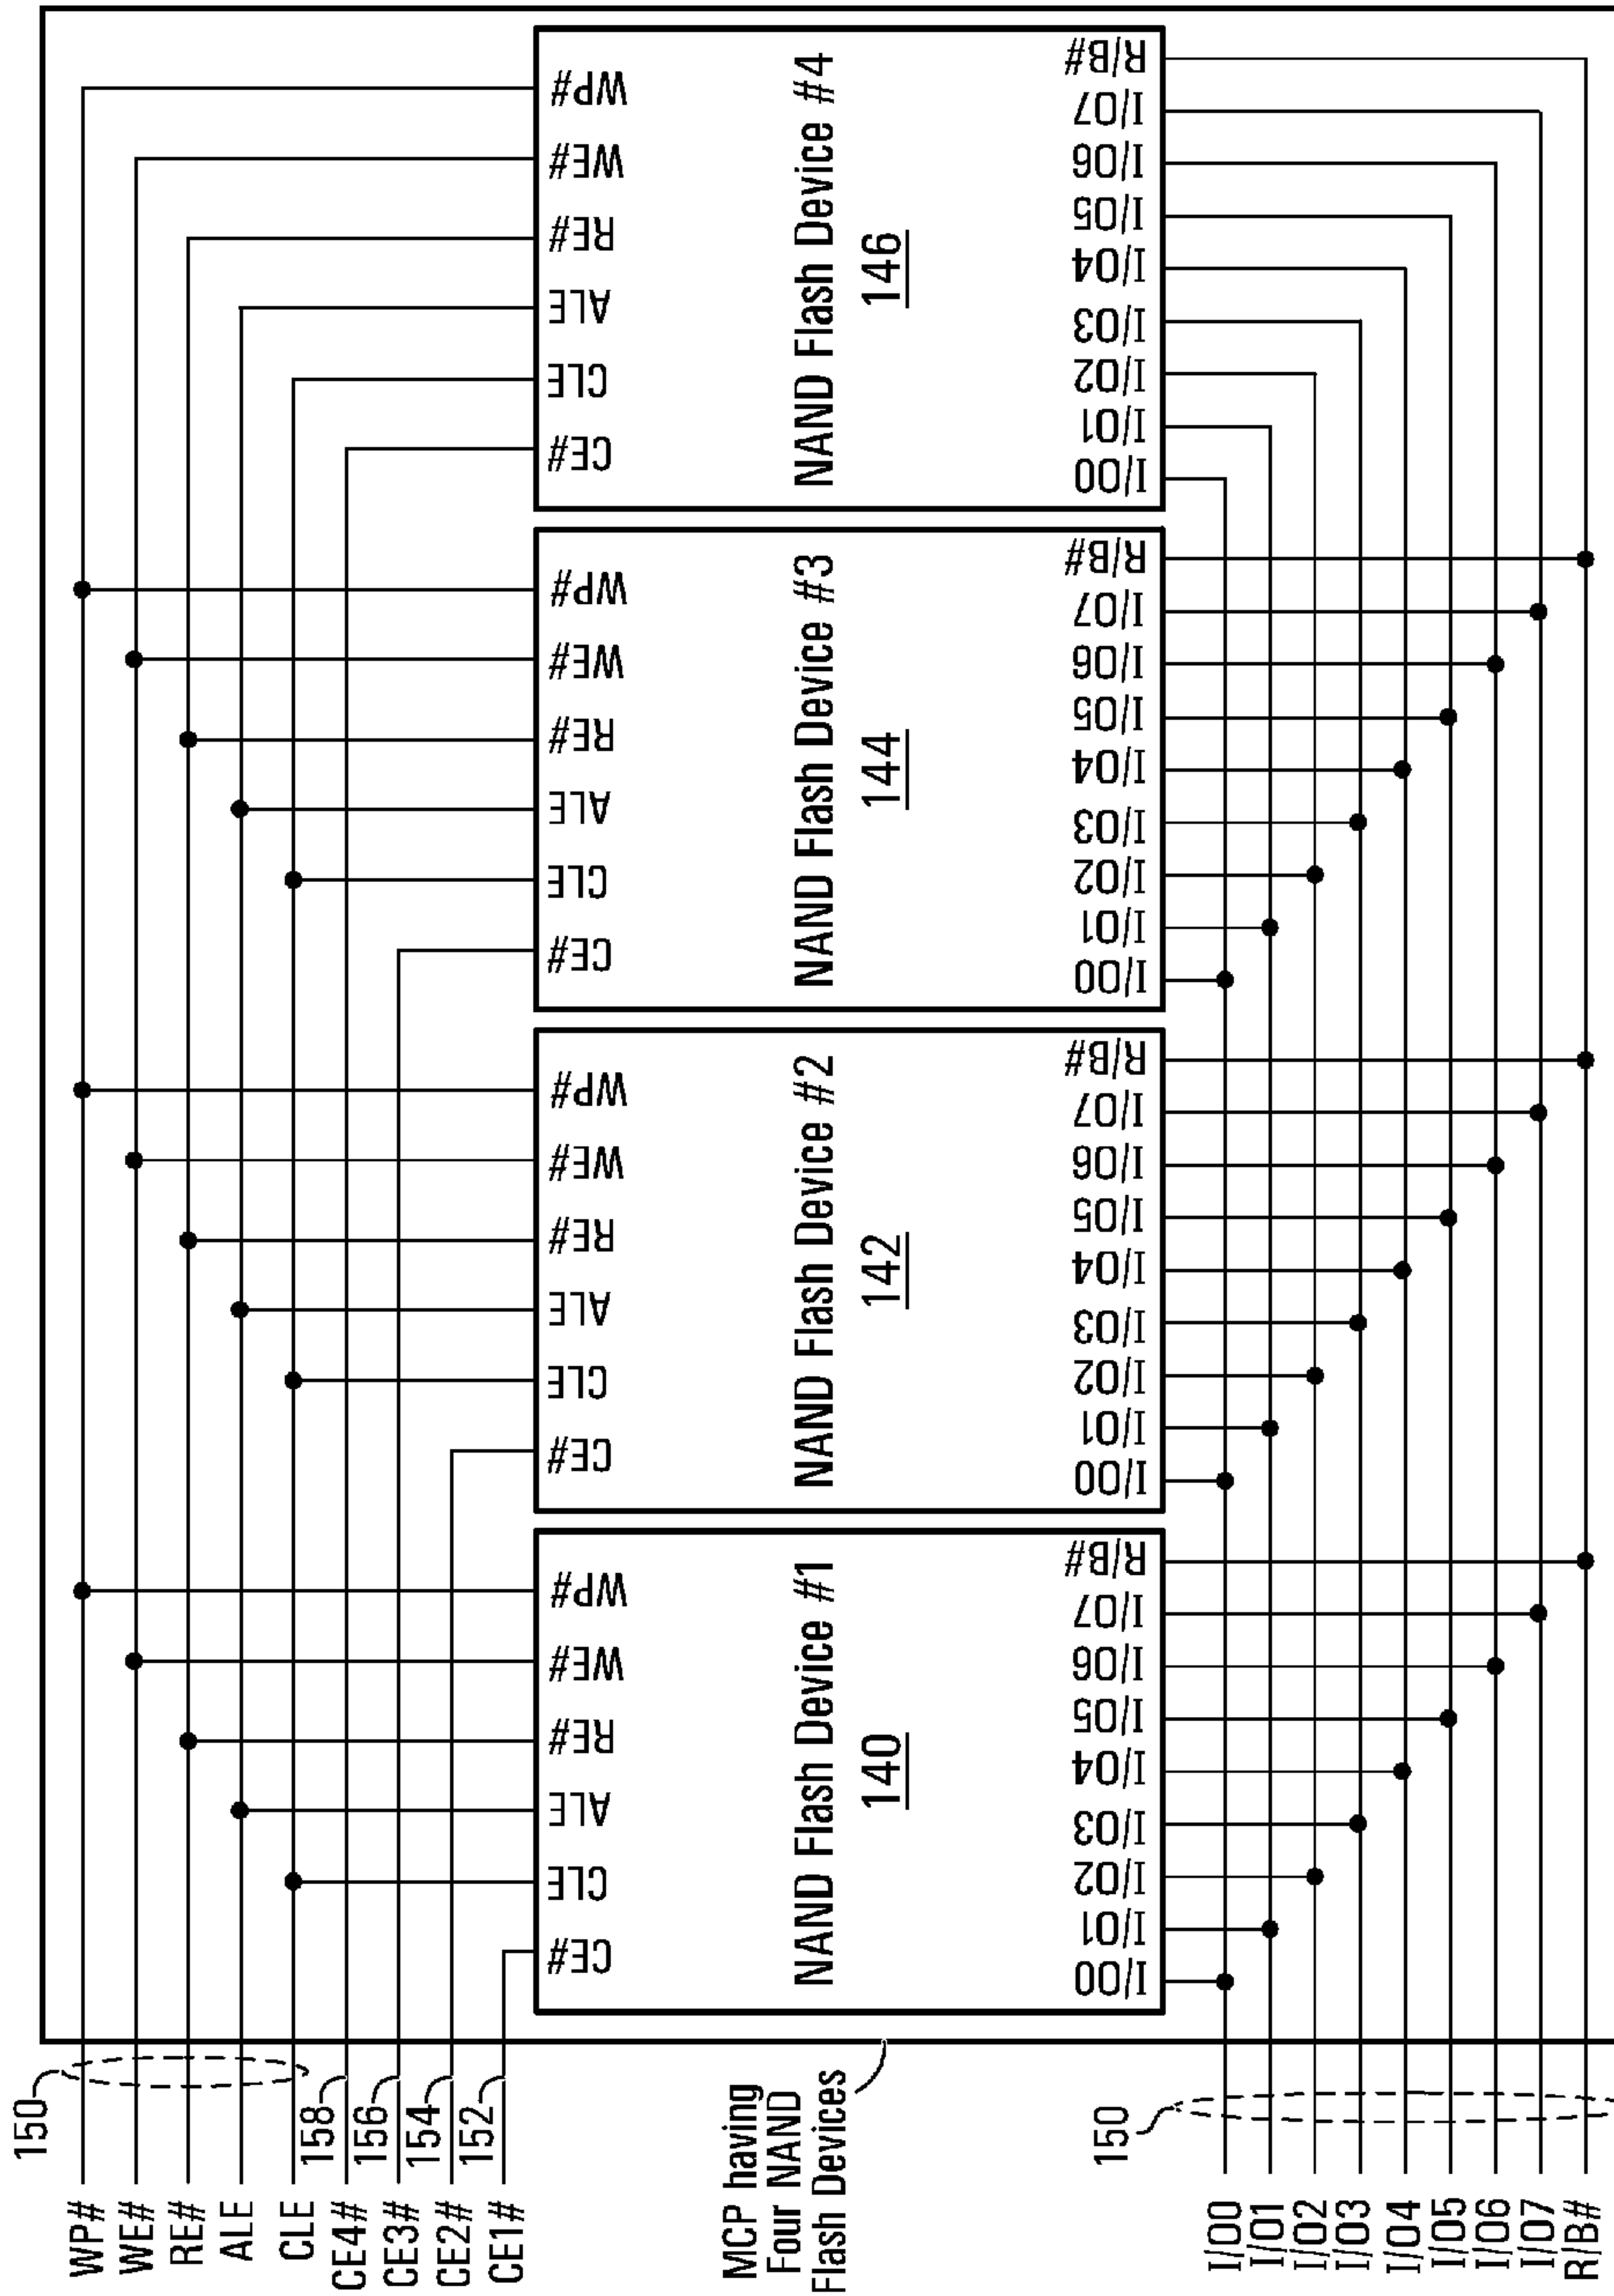 150
WP#
WE#
RE#
ALE
CLE
CE4#
CE3#
CE2#
CE1#
158
156
154
152
MCP having
Four NAND
Flash Devices
150
I/O0
I/O1
I/O2
I/O3
I/O4
I/O5
I/O6
I/O7
R/B#
CE#
CLE
ALE
RE#
WE#
WP#
NAND Flash Device #1
140
I/O0
I/O1
I/O2
I/O3
I/O4
I/O5
I/O6
I/O7
R/B#
CE#
CLE
ALE
RE#
WE#
WP#
NAND Flash Device #2
142
I/O0
I/O1
I/O2
I/O3
I/O4
I/O5
I/O6
I/O7
R/B#
CE#
CLE
ALE
RE#
WE#
WP#
NAND Flash Device #3
144
I/O0
I/O1
I/O2
I/O3
I/O4
I/O5
I/O6
I/O7
R/B#
CE#
CLE
ALE
RE#
WE#
WP#
NAND Flash Device #4
146
I/O0
I/O1
I/O2
I/O3
I/O4
I/O5
I/O6
I/O7
R/B#